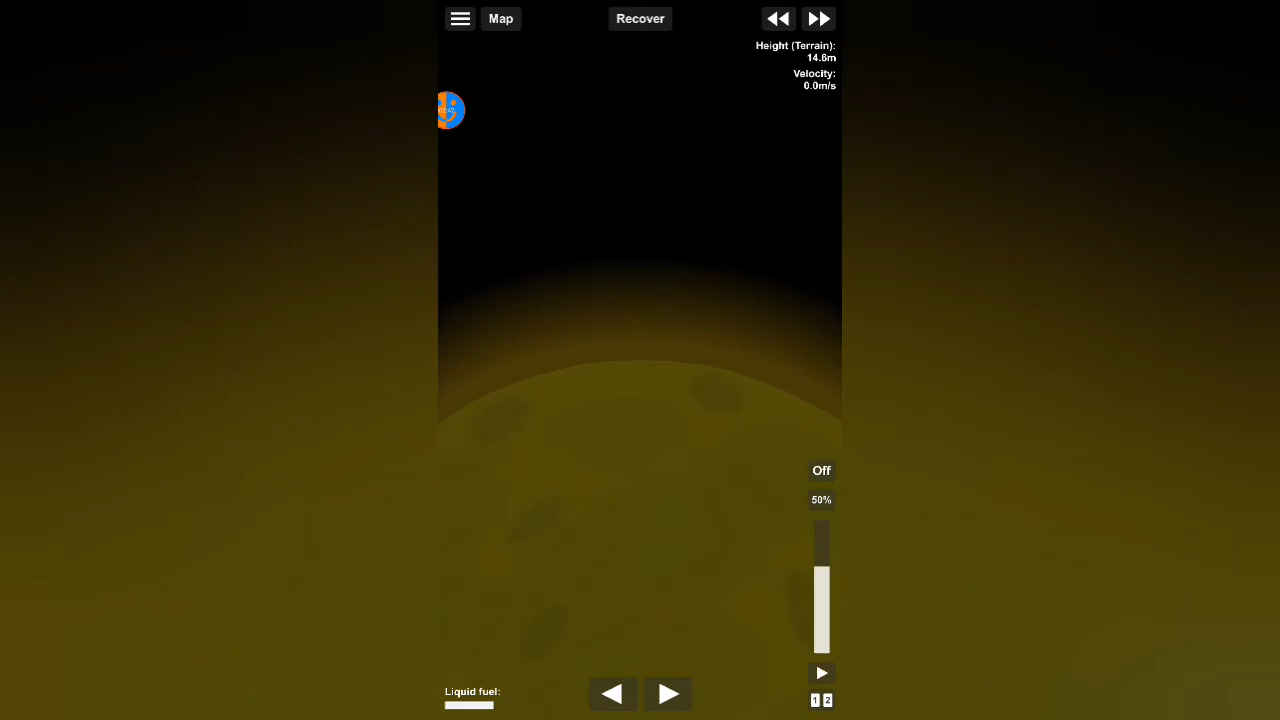 Map
Recover
Height (Terrain):
14.6m
Velocity:
0.0m/s
Off
50%
Liquid fuel:
1 2